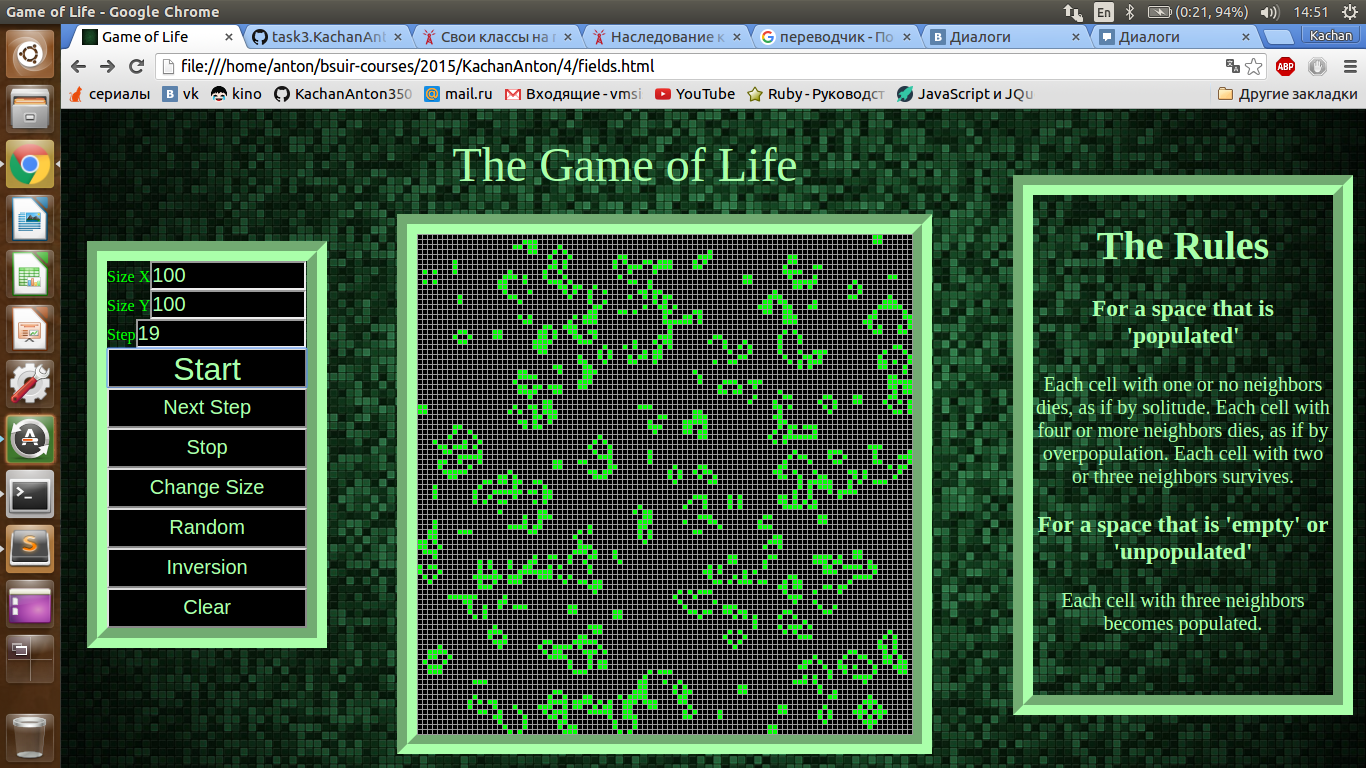 Game of Life - Google Chrome
En
(0:21, 94%)
14:51
Game of Life
task3.KachanAnt
Свои классы на
Наследование к
переводчик - По
Диалоги
Диалоги
Kachan
file:///home/anton/bsuir-courses/2015/KachanAnton/4/fields.html
ABP
сериалы
vk
kino
KachanAnton350
mail.ru
Входящие - vmsi
YouTube
Ruby - Руководст
JavaScript и JQu
Другие закладки
The Game of Life
Size X 100
Size Y 100
Step 19
Start
Next Step
Stop
Change Size
Random
Inversion
Clear
The Rules
For a space that is
'populated'
Each cell with one or no neighbors
dies, as if by solitude. Each cell with
four or more neighbors dies, as if by
overpopulation. Each cell with two
or three neighbors survives.
For a space that is 'empty' or
'unpopulated'
Each cell with three neighbors
becomes populated.